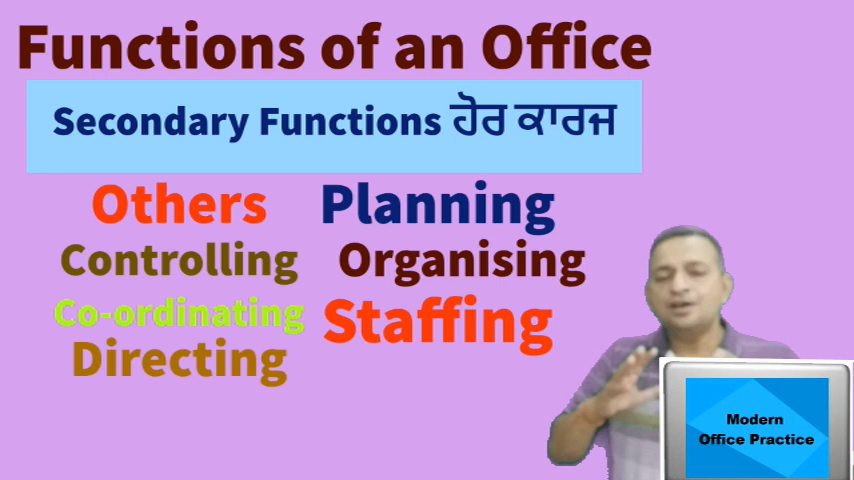 Functions of an Office
Secondary Functions ਹੋਰ ਕਾਰਜ
Others Planning
Controlling Organising
Co-ordinating Staffing
Directing
Modern
Office Practice